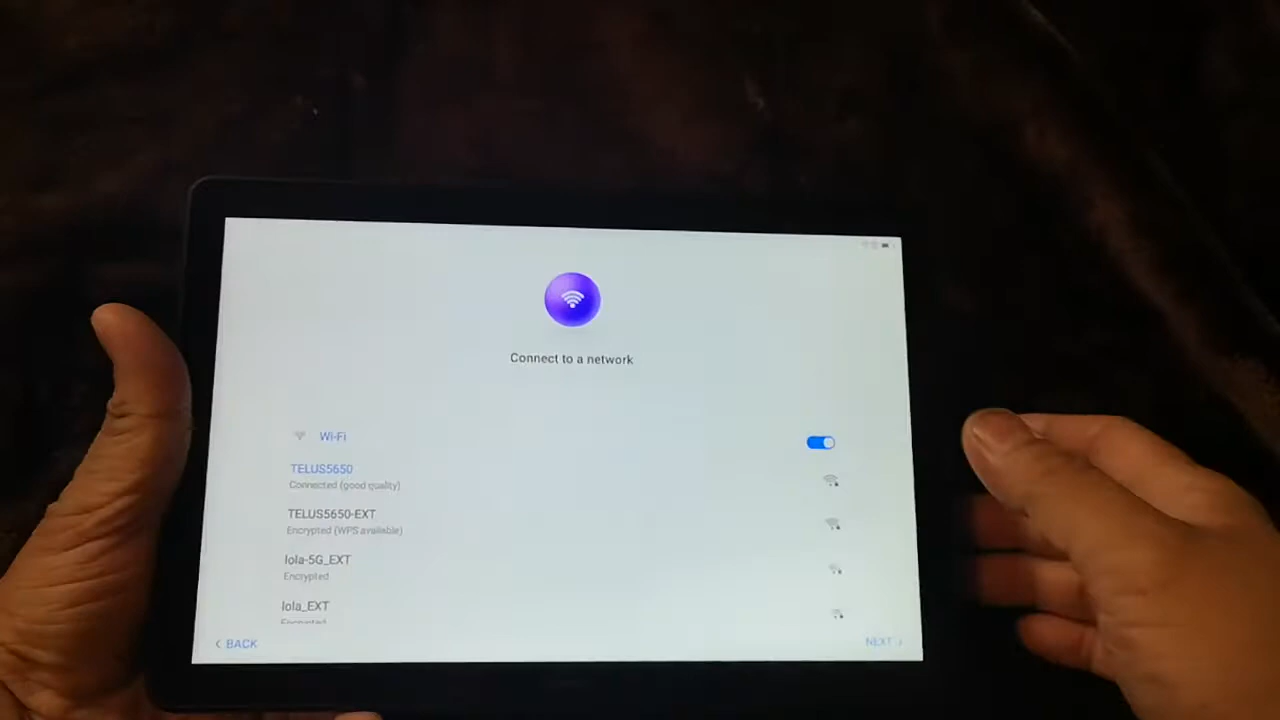 Connect to a network
Wi-Fi
TELUS5650
Connected (good quality)
TELUS5650-EXT
Encrypted (WPS available)
lola-5G_EXT
Encrypted
lola_EXT
Encrypted
< BACK
NEXT >